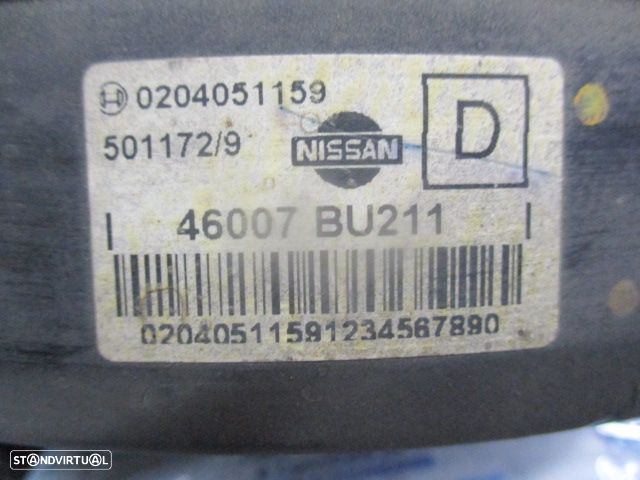 0204051159
501172/9
NISSAN
D
46007 BU211
02040511591234567890
STANDVIRTUAL